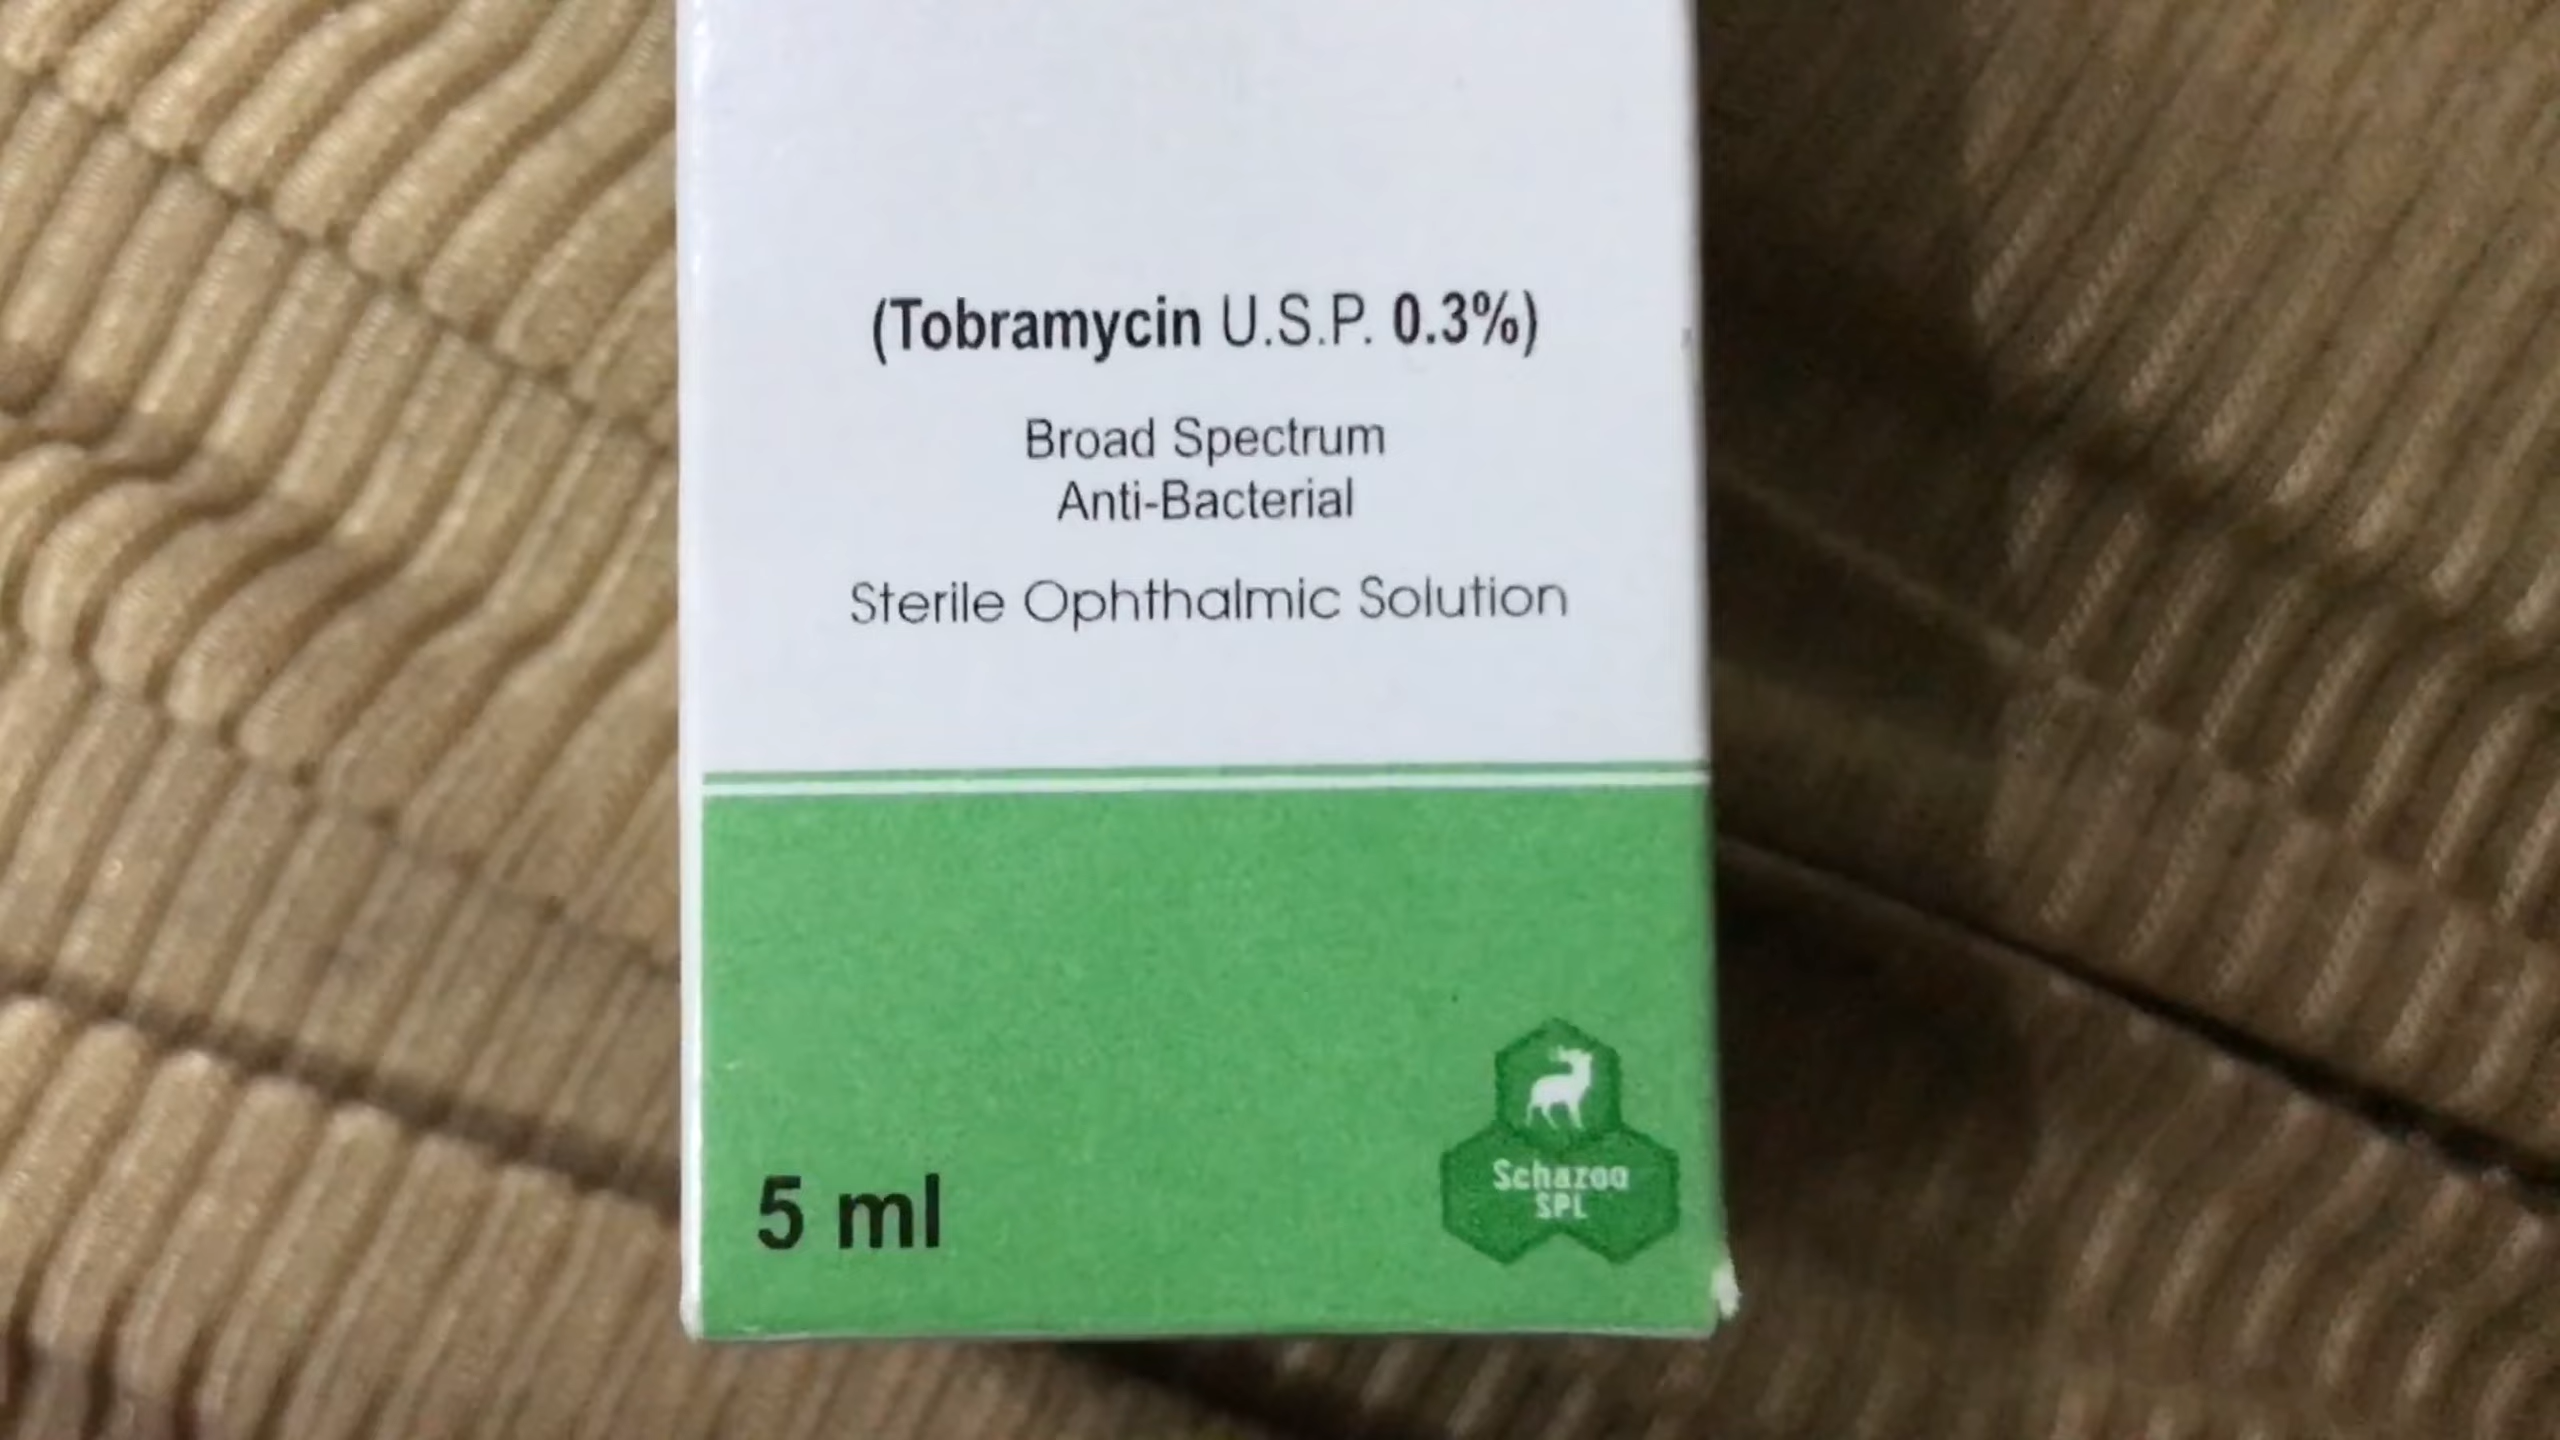 (Tobramycin U.S.P. 0.3%)
Broad Spectrum
Anti-Bacterial
Sterile Ophthalmic Solution
5 ml
Schazoo
SPL